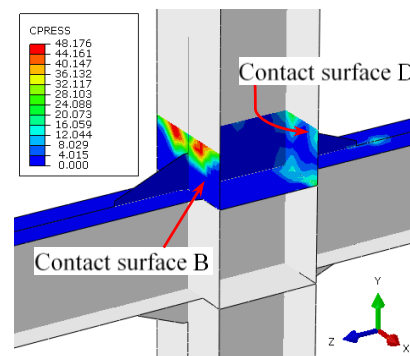 CPRESS
48.176
44.161
40.147
36.132
32.117
28.103
24.088
20.073
16.059
12.044
8.029
4.015
0.000
Contact surface D
Contact surface B
Y
Z
X